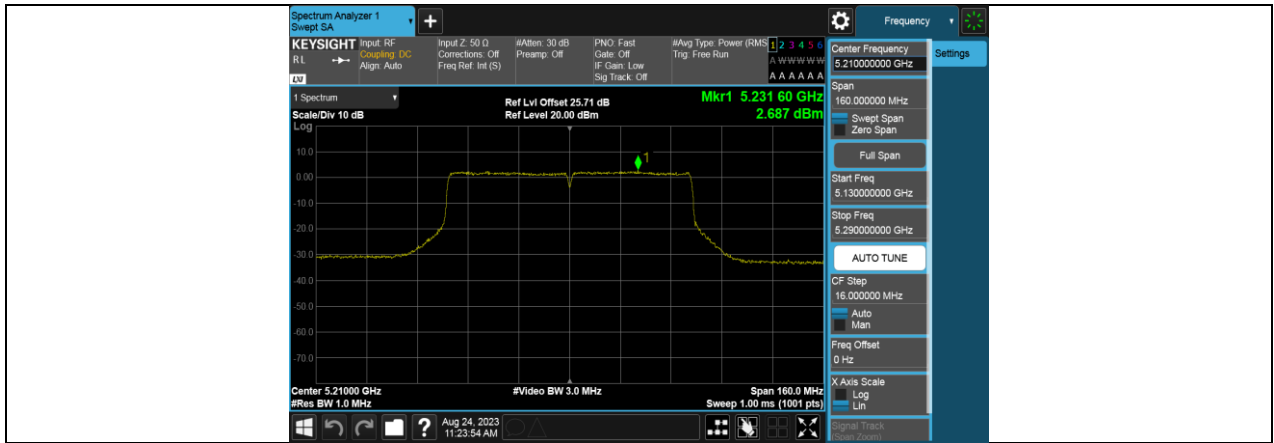 Spectrum Analyzer 1
Swept SA
Frequency
KEYSIGHT
RL
LXI
Input: RF
Coupling: DC
Align: Auto
Input Z: 50 Ω
Corrections: Off
Freq Ref: Int (S)
#Atten: 30 dB
Preamp: Off
PNO: Fast
Gate: Off
IF Gain: Low
Sig Track: Off
#Avg Type: Power (RMS
Trig: Free Run
1 2 3 4 5 6
A W W W W W
A A A A A A
1 Spectrum
Scale/Div 10 dB
Log
Ref Lvl Offset 25.71 dB
Ref Level 20.00 dBm
Mkr1 5.231 60 GHz
2.687 dBm
1
10.0
0.00
-10.0
-20.0
-30.0
-40.0
-50.0
-60.0
-70.0
Center 5.21000 GHz
#Res BW 1.0 MHz
#Video BW 3.0 MHz
Span 160.0 MHz
Sweep 1.00 ms (1001 pts)
Center Frequency
5.210000000 GHz
Settings
Span
160.000000 MHz
Swept Span
Zero Span
Full Span
Start Freq
5.130000000 GHz
Stop Freq
5.290000000 GHz
AUTO TUNE
CF Step
16.000000 MHz
Auto
Man
Freq Offset
0 Hz
X Axis Scale
Log
Lin
Signal Track
(Span Zoom)
?
Aug 24, 2023
11:23:54 AM